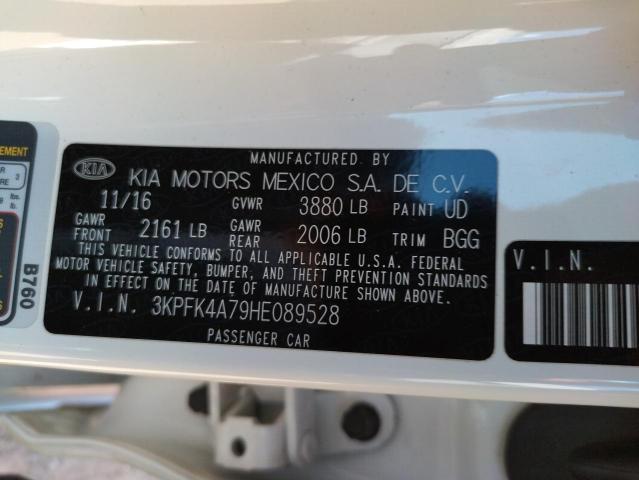 MANUFACTURED BY
KIA KIA MOTORS MEXICO S.A. DE C.V.
11/16 GVWR 3880 LB PAINT UD
GAWR FRONT 2161 LB GAWR REAR 2006 LB TRIM BGG
THIS VEHICLE CONFORMS TO ALL APPLICABLE U.S.A. FEDERAL
MOTOR VEHICLE SAFETY, BUMPER, AND THEFT PREVENTION STANDARDS
IN EFFECT ON THE DATE OF MANUFACTURE SHOWN ABOVE.
V.I.N. 3KPFK4A79HE089528
PASSENGER CAR
B760
V.I.N.